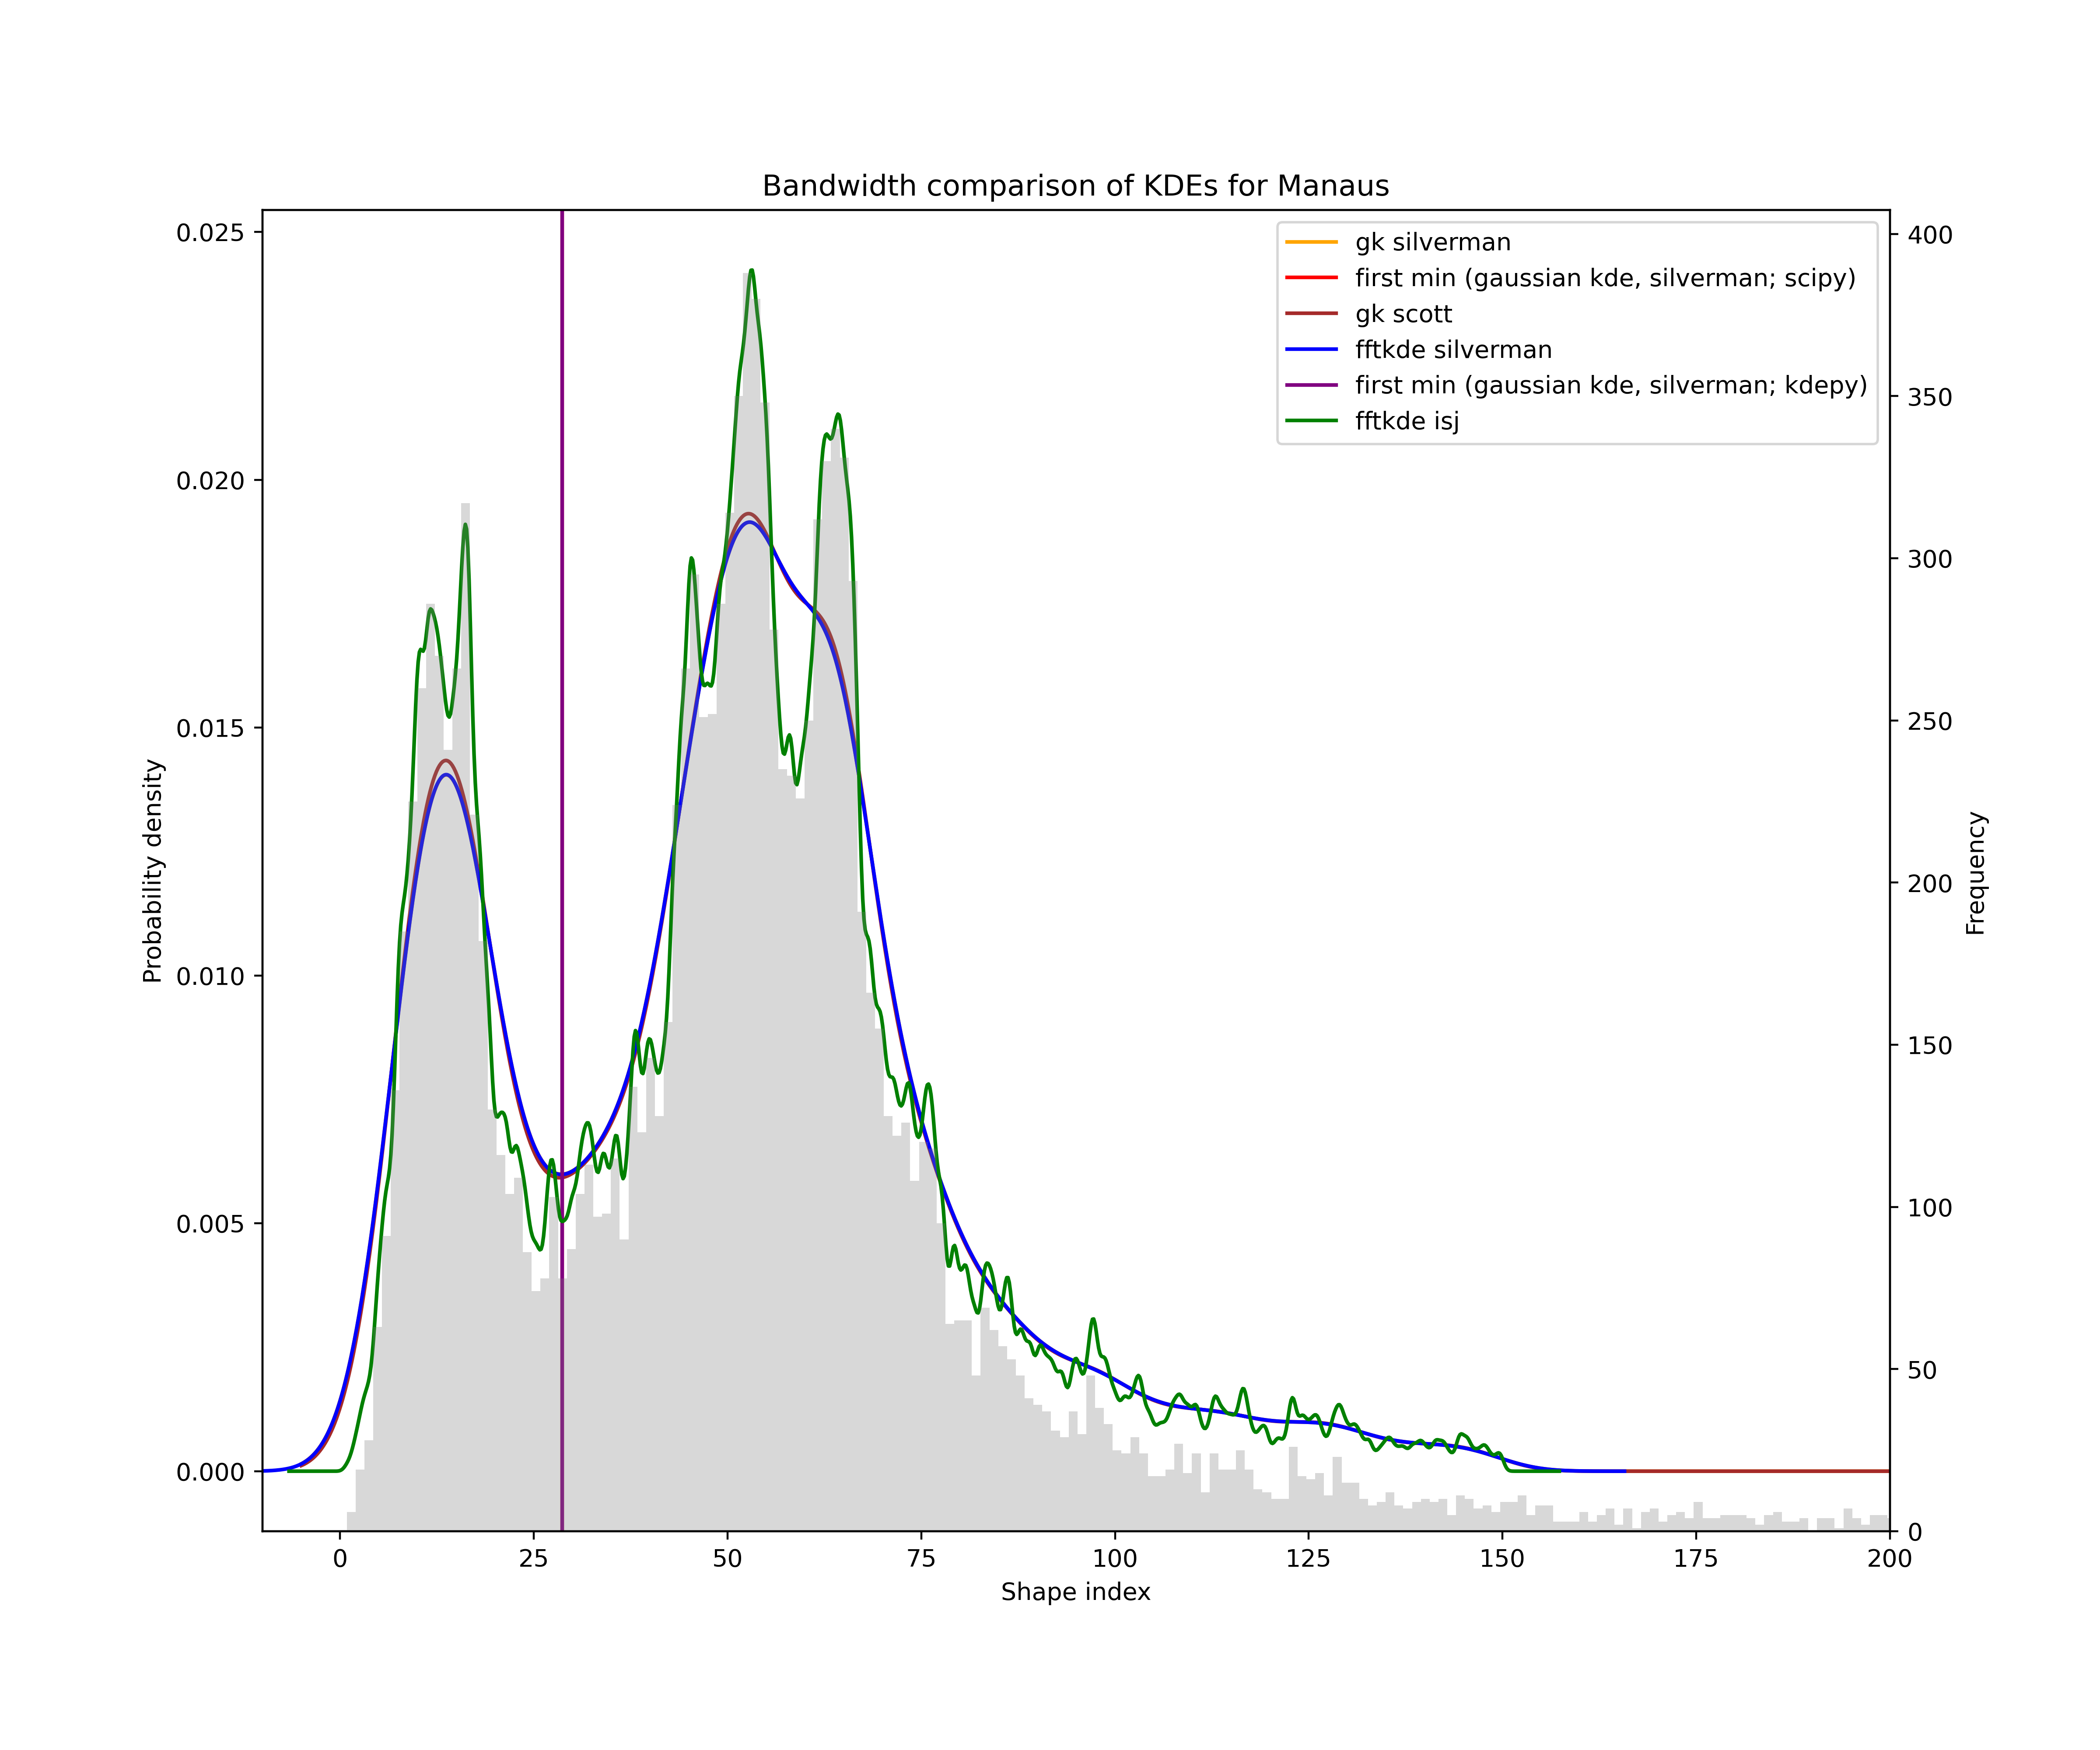 Bandwidth comparison of KDEs for Manaus
gk silverman
first min (gaussian kde, silverman; scipy)
gk scott
fftkde silverman
first min (gaussian kde, silverman; kdepy)
fftkde isj
Probability density
0.025
0.020
0.015
0.010
0.005
0.000
Frequency
400
350
300
250
200
150
100
50
0
0 25 50 75 100 125 150 175 200
Shape index